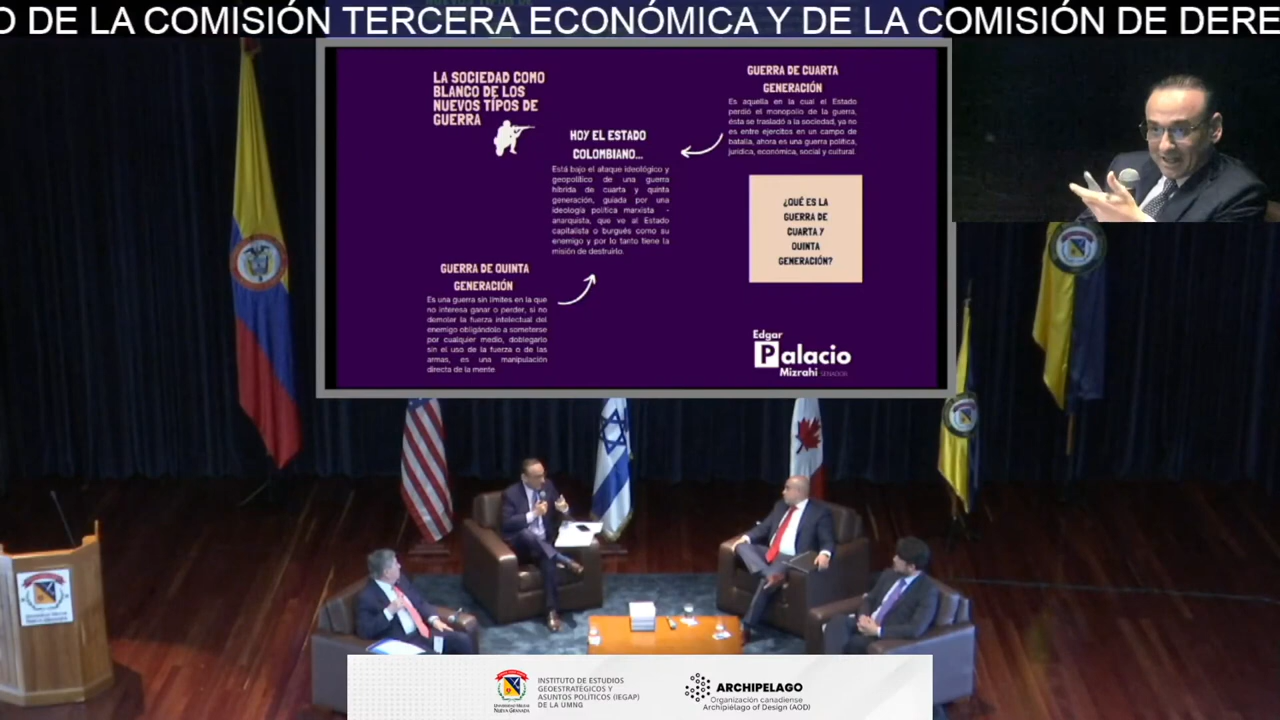 O DE LA COMISIÓN TERCERA ECONÓMICA Y DE LA COMISIÓN DE DERE
LA SOCIEDAD COMO
BLANCO DE LOS
NUEVOS TIPOS DE
GUERRA
HOY EL ESTADO
COLOMBIANO...
Está bajo el ataque ideológico y
geopolítico de una guerra
híbrida de cuarta y quinta
generación, guiada por una
ideología política marxista -
anarquista, que ve al Estado
capitalista o burgués como su
enemigo y por lo tanto tiene la
misión de destruirlo.
GUERRA DE CUARTA
GENERACIÓN
Es aquella en la cual el Estado
perdió el monopolio de la guerra,
ésta se trasladó a la sociedad, ya no
es entre ejercitos en un campo de
batalla, ahora es una guerra política,
jurídica, económica, social y cultural.
¿QUÉ ES LA
GUERRA DE
CUARTA Y
QUINTA
GENERACIÓN?
GUERRA DE QUINTA
GENERACIÓN
Es una guerra sin límites en la que
no interesa ganar o perder, si no
demoler la fuerza intelectual del
enemigo obligándolo a someterse
por cualquier medio, doblegarlo
sin el uso de la fuerza o de las
armas, es una manipulación
directa de la mente
Edgar
Palacio
Mizrahi SENADOR
INSTITUTO DE ESTUDIOS
GEOESTRATÉGICOS Y
ASUNTOS POLÍTICOS (IEGAP)
DE LA UMNG
ARCHIPELAGO
Organización canadiense
Archipélago of Design (AOD)